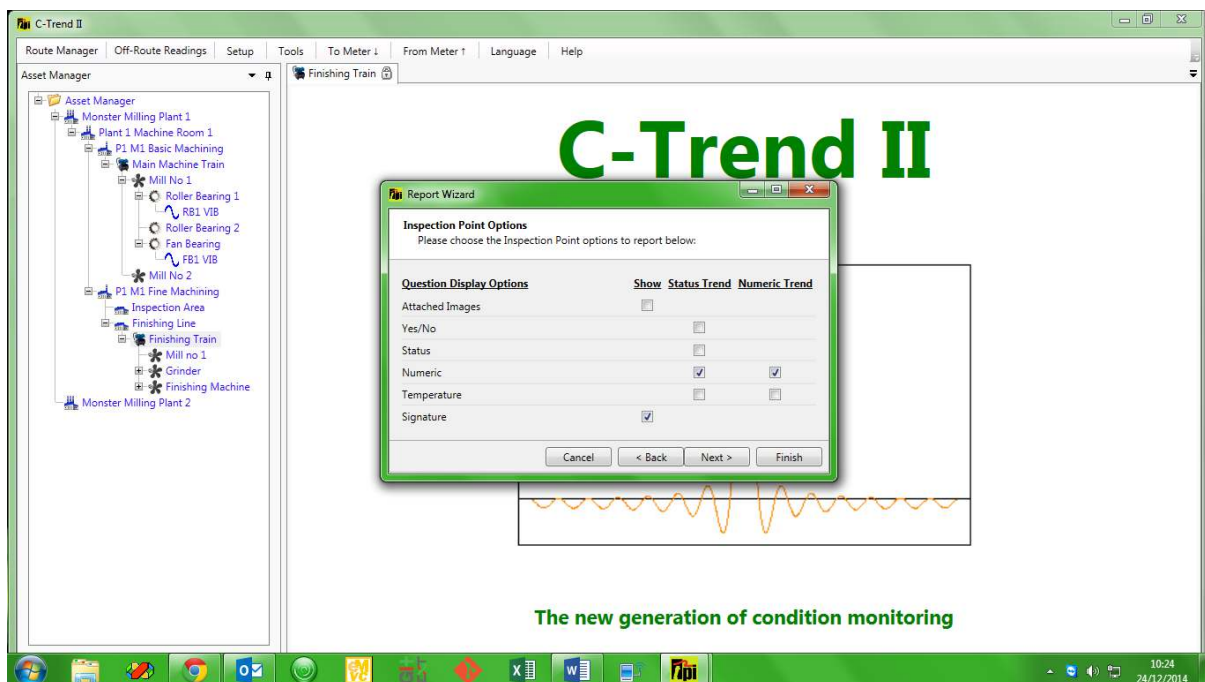 C-Trend II
Route Manager Off-Route Readings Setup Tools To Meter ↓ From Meter ↑ Language Help
Asset Manager
Finishing Train
Asset Manager
Monster Milling Plant 1
Plant 1 Machine Room 1
P1 M1 Basic Machining
Main Machine Train
Mill No 1
Roller Bearing 1
RB1 VIB
Roller Bearing 2
Fan Bearing
FB1 VIB
Mill No 2
P1 M1 Fine Machining
Inspection Area
Finishing Line
Finishing Train
Mill no 1
Grinder
Finishing Machine
Monster Milling Plant 2
C-Trend II
Report Wizard
Inspection Point Options
Please choose the Inspection Point options to report below:
Question Display Options Show Status Trend Numeric Trend
Attached Images
Yes/No
Status
Numeric
Temperature
Signature
Cancel < Back Next > Finish
The new generation of condition monitoring
10:24
24/12/2014